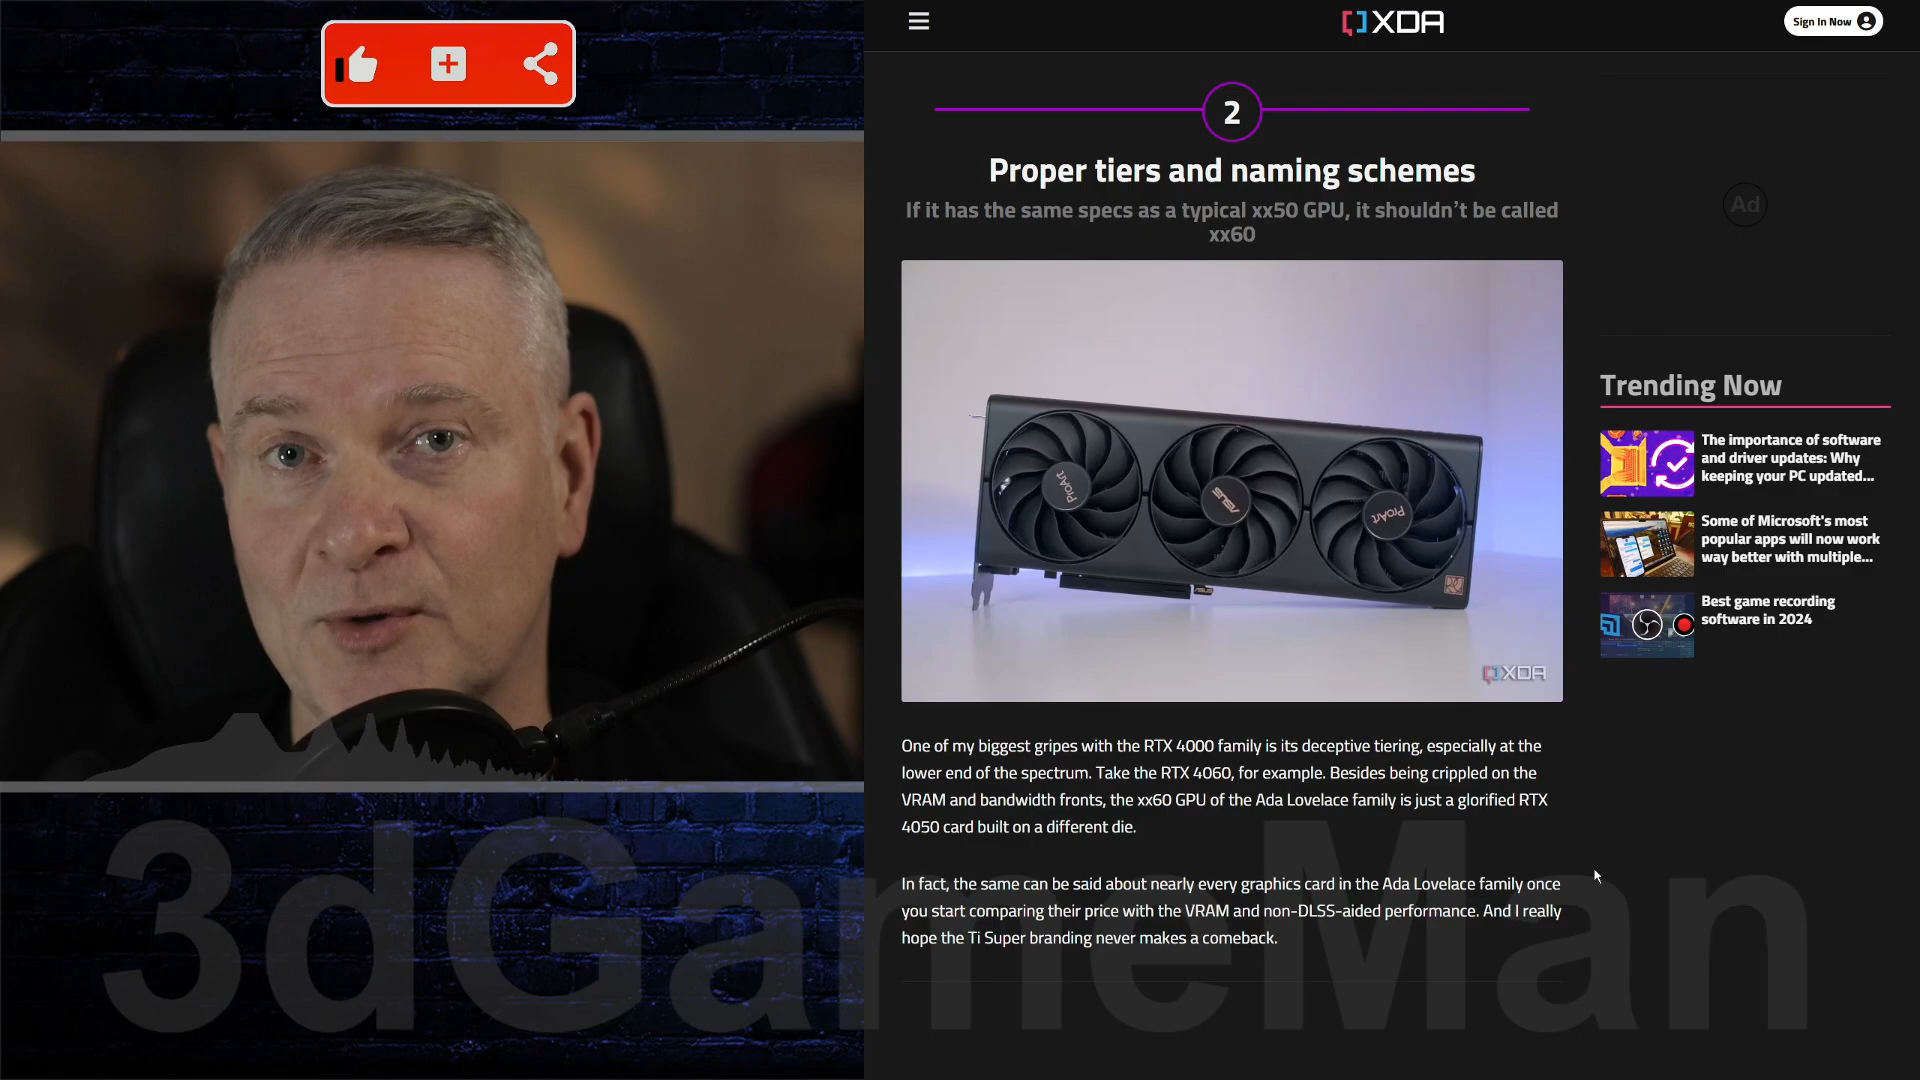 XDA
Sign In Now
2
Proper tiers and naming schemes
If it has the same specs as a typical xx50 GPU, it shouldn't be called
xx60
Ad
ProArt
ASUS
ProArt
ASUS
XDA
Trending Now
The importance of software
and driver updates: Why
keeping your PC updated...
Some of Microsoft's most
popular apps will now work
way better with multiple...
Best game recording
software in 2024
One of my biggest gripes with the RTX 4000 family is its deceptive tiering, especially at the
lower end of the spectrum. Take the RTX 4060, for example. Besides being crippled on the
VRAM and bandwidth fronts, the xx60 GPU of the Ada Lovelace family is just a glorified RTX
4050 card built on a different die.
In fact, the same can be said about nearly every graphics card in the Ada Lovelace family once
you start comparing their price with the VRAM and non-DLSS-aided performance. And I really
hope the Ti Super branding never makes a comeback.
3dGameMan